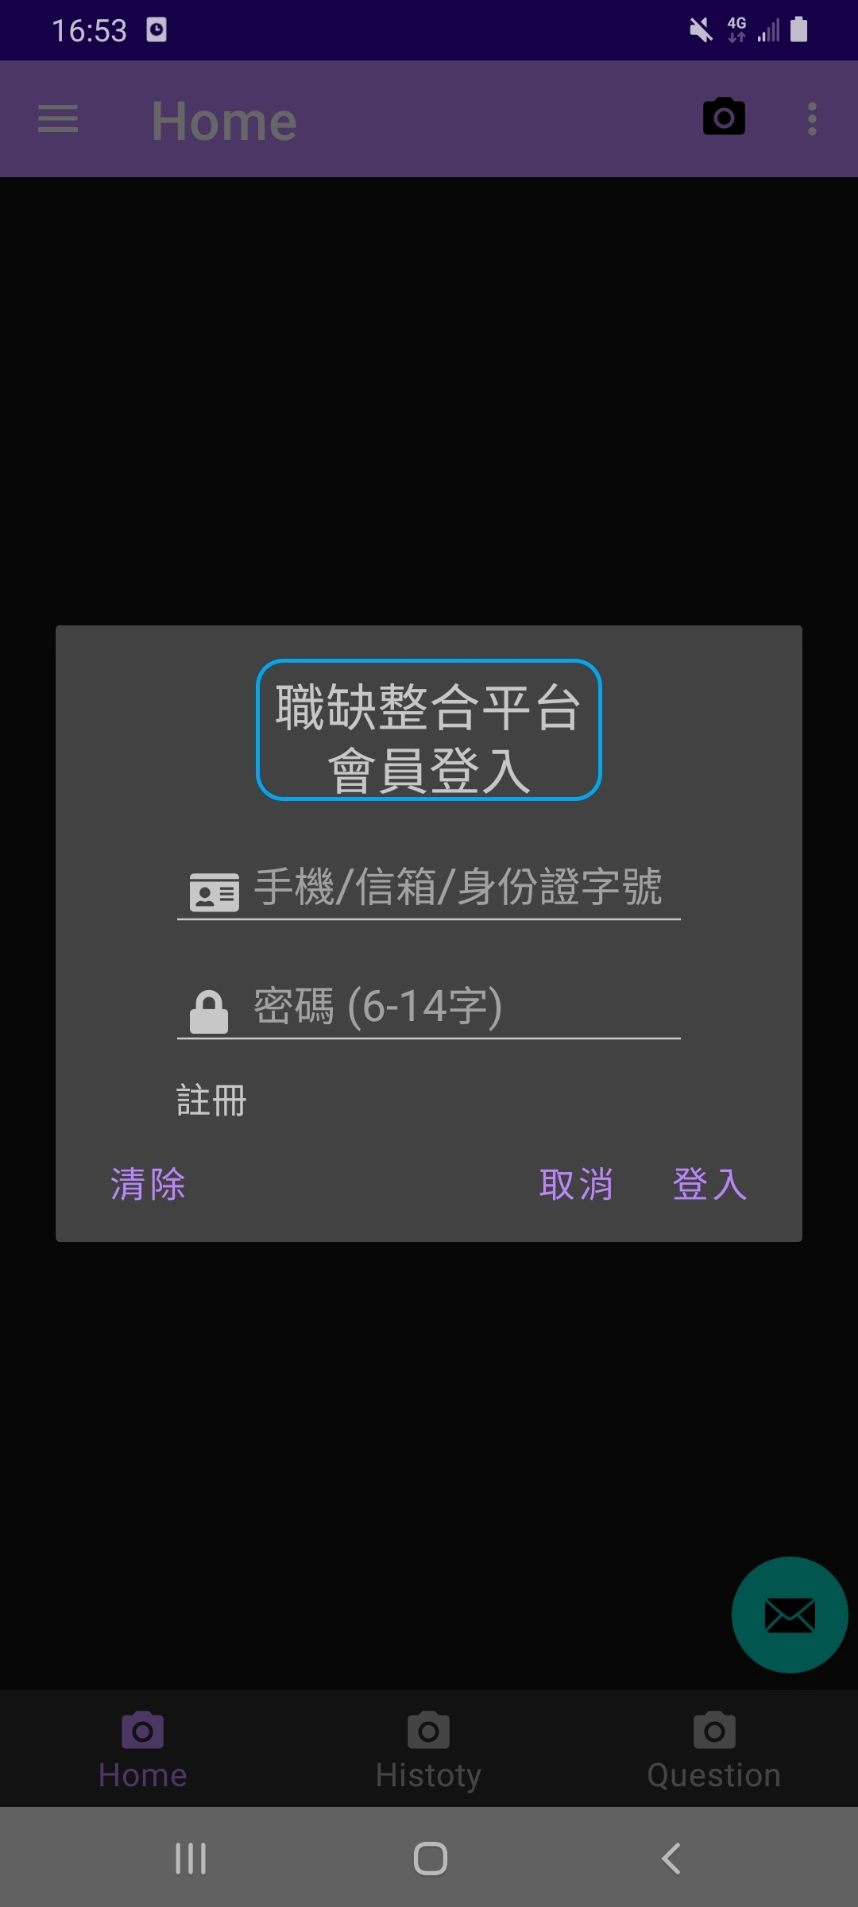 16:53
4G
Home
職缺整合平台
會員登入
手機/信箱/身份證字號
密碼 (6-14字)
註冊
清除 取消 登入
Home Histoty Question